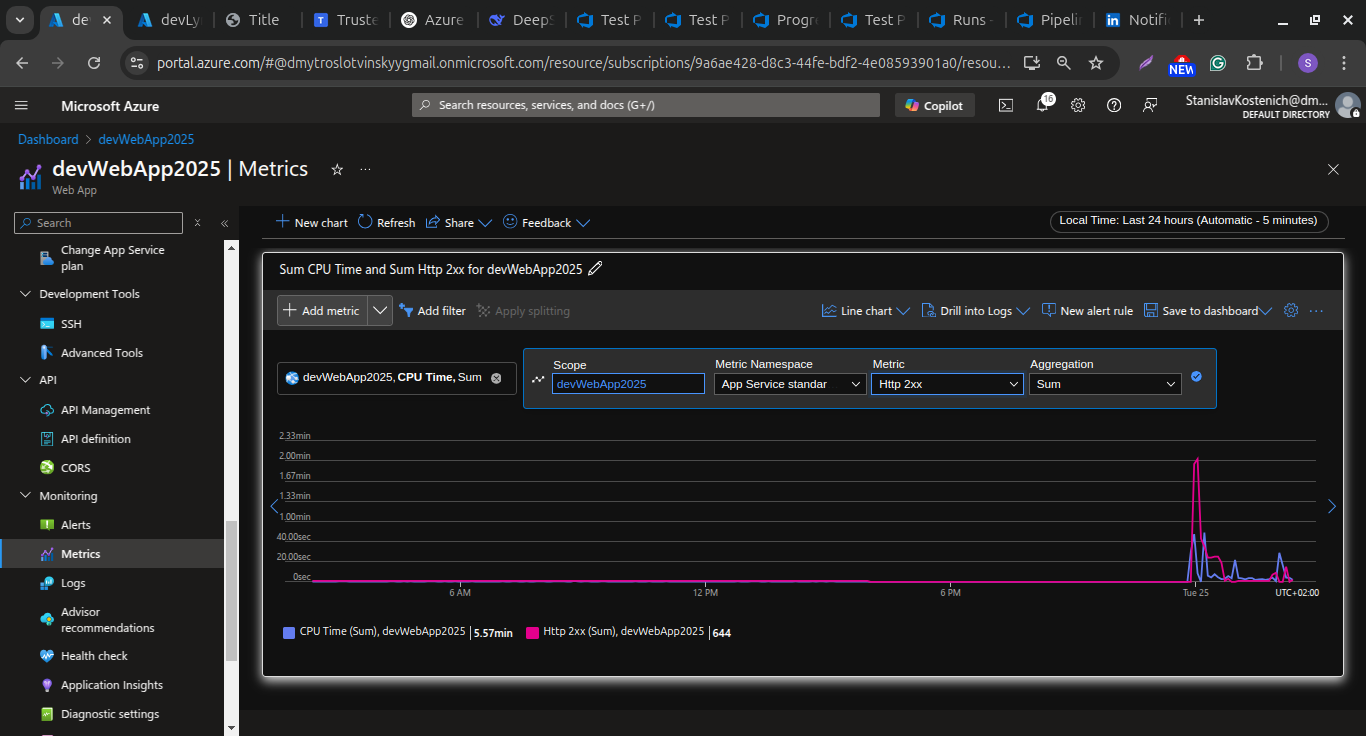 de
devLy
Title
Truste
Azure
DeepS
Test P
Test P
Progr
Test P
Runs -
Pipelin
Notifi
portal.azure.com/#@dmytroslotvinskyygmail.onmicrosoft.com/resource/subscriptions/9a6ae428-d8c3-44fe-bdf2-4e08593901a0/resou...
NEW
S
Microsoft Azure
Search resources, services, and docs (G+/)
Copilot
16
StanislavKostenich@dm...
DEFAULT DIRECTORY
Dashboard > devWebApp2025
devWebApp2025 | Metrics
Web App
Search
Change App Service
plan
Development Tools
SSH
Advanced Tools
API
API Management
API definition
CORS
Monitoring
Alerts
Metrics
Logs
Advisor
recommendations
Health check
Application Insights
Diagnostic settings
New chart
Refresh
Share
Feedback
Local Time: Last 24 hours (Automatic - 5 minutes)
Sum CPU Time and Sum Http 2xx for devWebApp2025
Add metric
Add filter
Apply splitting
Line chart
Drill into Logs
New alert rule
Save to dashboard
devWebApp2025, CPU Time, Sum
Scope
devWebApp2025
Metric Namespace
App Service standar
Metric
Http 2xx
Aggregation
Sum
2.33min
2.00min
1.67min
1.33min
1.00min
40.00sec
20.00sec
0sec
6 AM
12 PM
6 PM
Tue 25
UTC+02:00
CPU Time (Sum), devWebApp2025 | 5.57min
Http 2xx (Sum), devWebApp2025 | 644